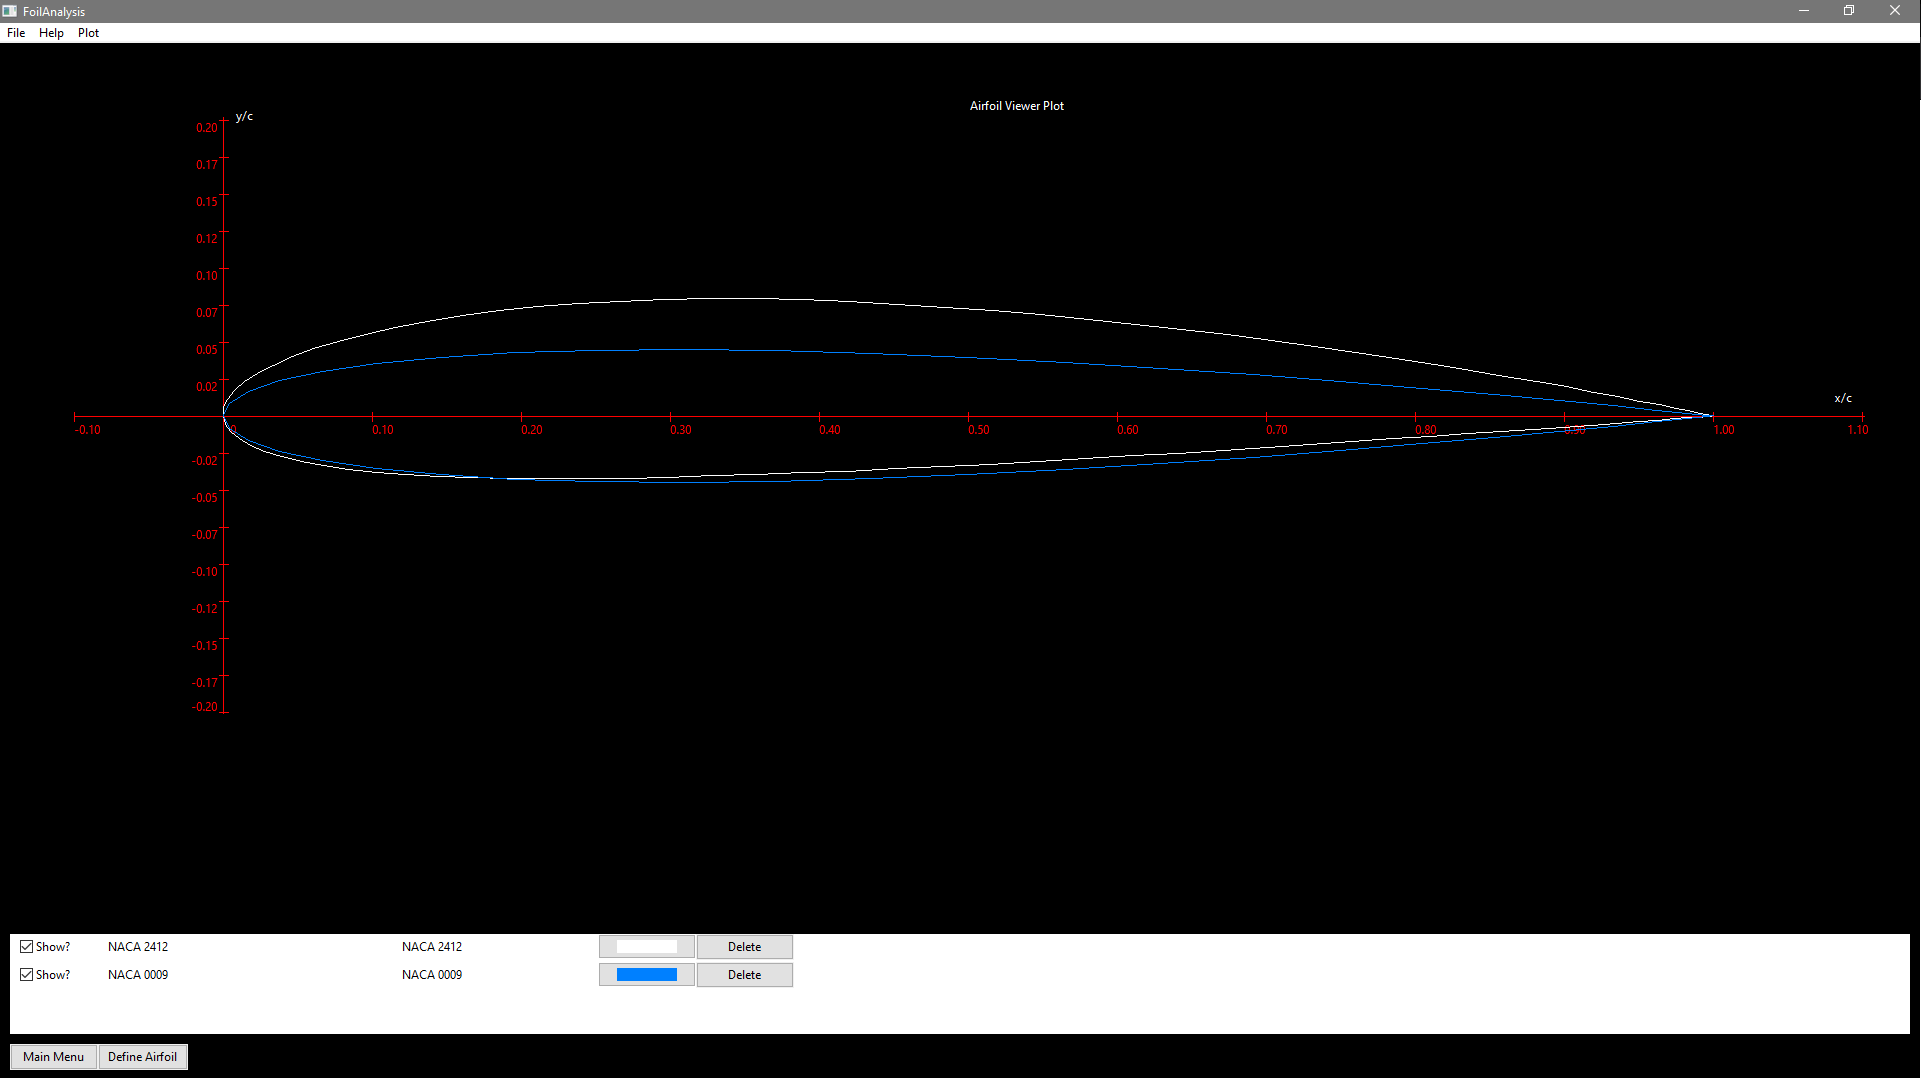 FoilAnalysis
File Help Plot
Airfoil Viewer Plot
y/c
0.20
0.17
0.15
0.12
0.10
0.07
0.05
0.02
x/c
-0.10 0 0.10 0.20 0.30 0.40 0.50 0.60 0.70 0.80 0.90 1.00 1.10
-0.02
-0.05
-0.07
-0.10
-0.12
-0.15
-0.17
-0.20
Show? NACA 2412 NACA 2412 Delete
Show? NACA 0009 NACA 0009 Delete
Main Menu Define Airfoil